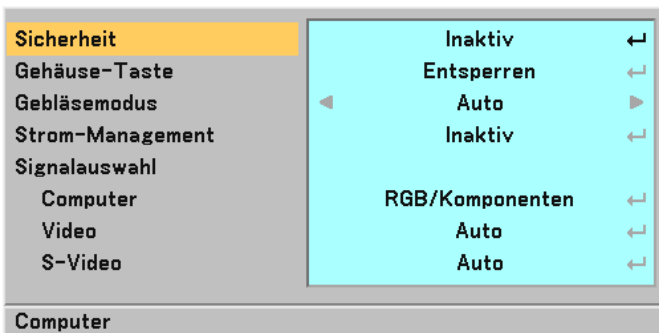 Sicherheit Inaktiv
Gehäuse-Taste Entsperren
Gebläsemodus Auto
Strom-Management Inaktiv
Signalauswahl
Computer RGB/Komponenten
Video Auto
S-Video Auto
Computer